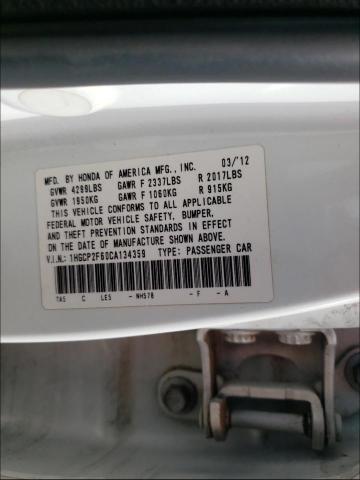 MFD. BY HONDA OF AMERICA MFG., INC. 03/'12
GVWR 4299LBS GAWR F 2337LBS R 2017LBS
GVWR 1950KG GAWR F 1060KG R 915KG
THIS VEHICLE CONFORMS TO ALL APPLICABLE
FEDERAL MOTOR VEHICLE SAFETY, BUMPER,
AND THEFT PREVENTION STANDARDS IN EFFECT
ON THE DATE OF MANUFACTURE SHOWN ABOVE.
V.I.N.: 1HGCP2F60CA134359 TYPE: PASSENGER CAR
TA5 C LE5 - NH578 - F - A